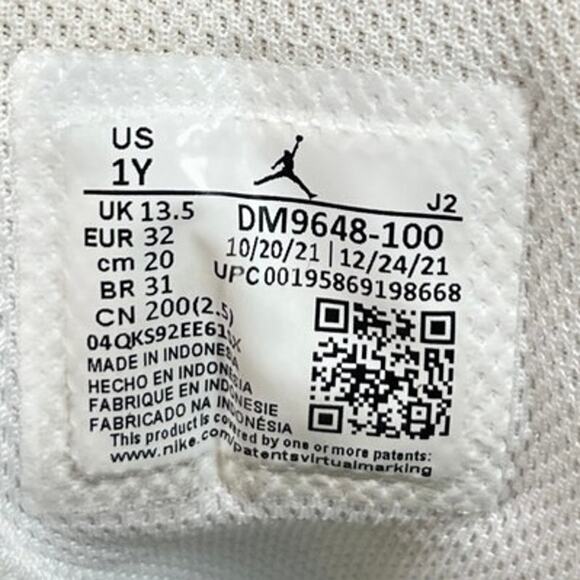 US
1Y
J2
UK 13.5
EUR 32
cm 20
BR 31
CN 200(2.5)
DM9648-100
10/20/21 | 12/24/21
UPC 00195869198668
MADE IN INDONESIA
HECHO EN INDONESIA
FABRIQUE EN INDONESIE
FABRICADO NA INDONÉSIA
This product is covered by one or more patents:
www.nike.com/patentsvirtualmarking